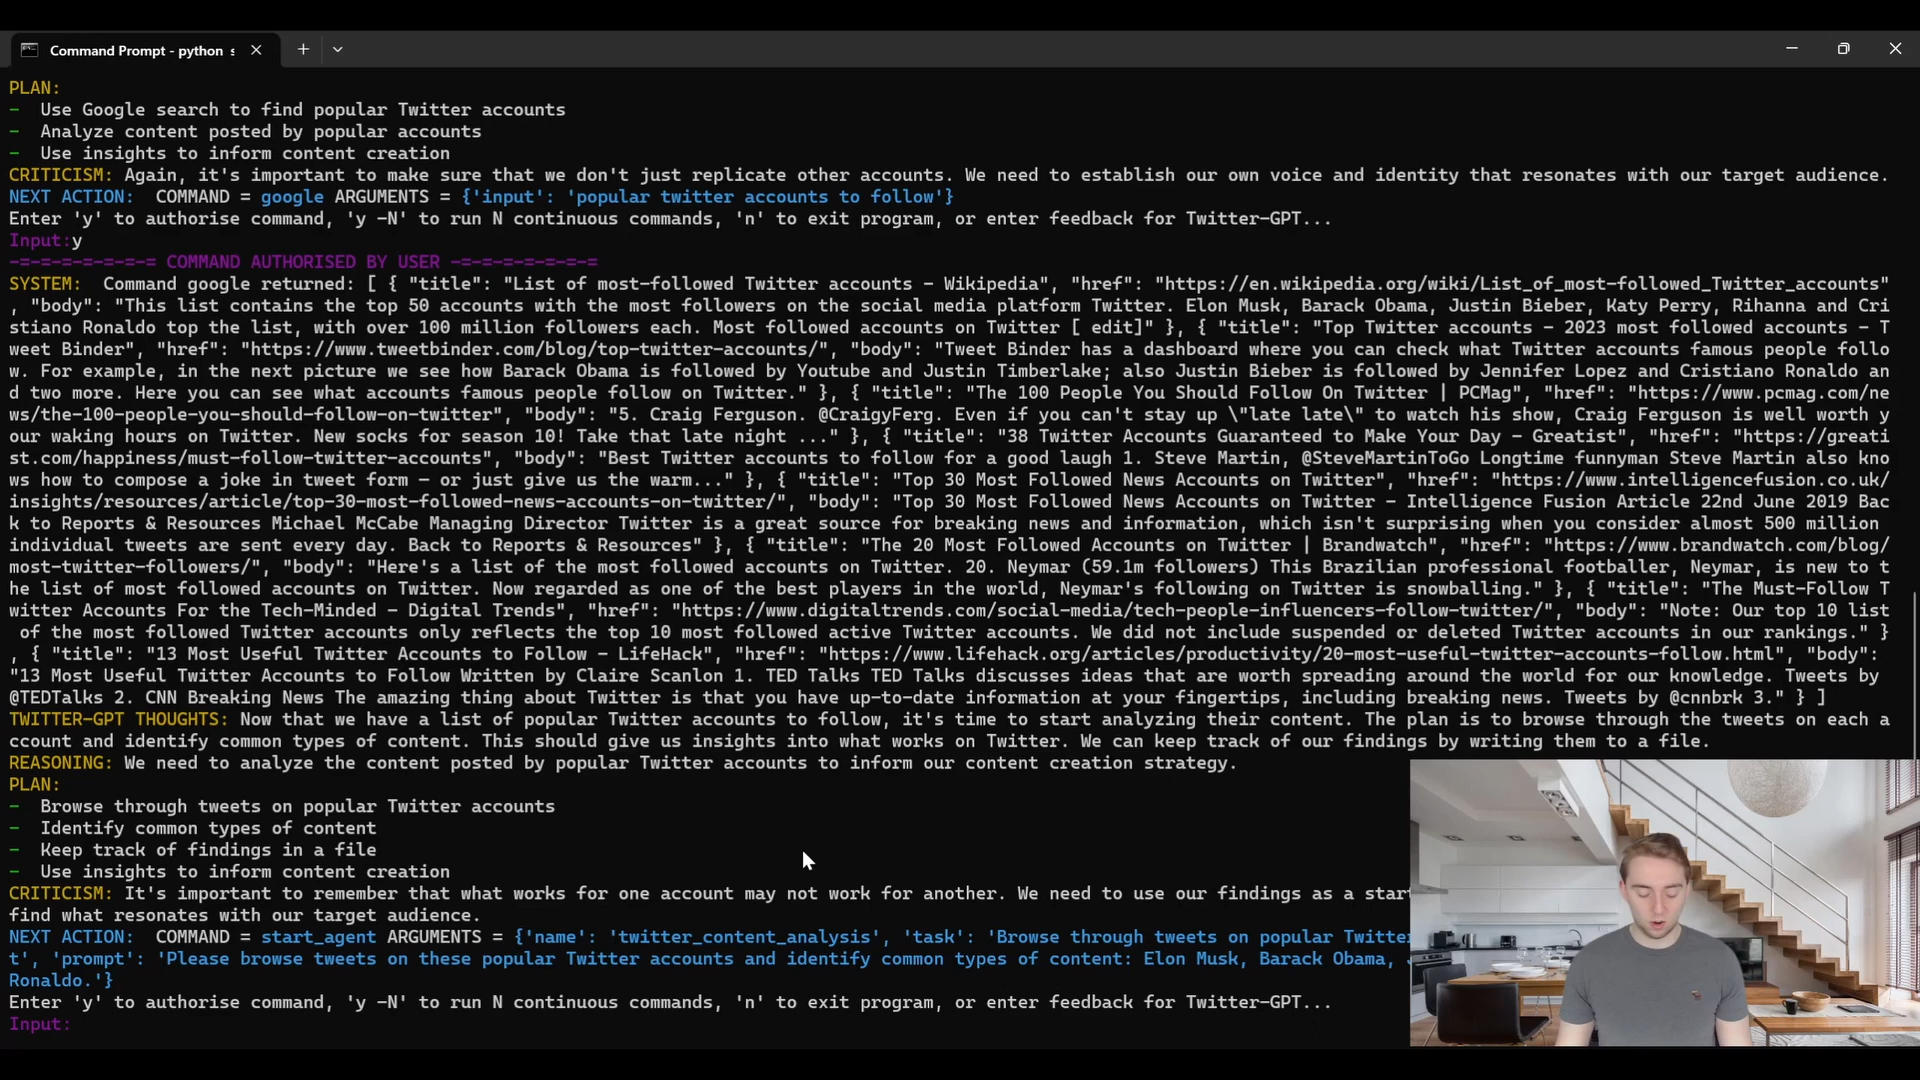 Command Prompt - python s
PLAN:
-  Use Google search to find popular Twitter accounts
-  Analyze content posted by popular accounts
-  Use insights to inform content creation
CRITICISM: Again, it's important to make sure that we don't just replicate other accounts. We need to establish our own voice and identity that resonates with our target audience.
NEXT ACTION:  COMMAND = google ARGUMENTS = {'input': 'popular twitter accounts to follow'}
Enter 'y' to authorise command, 'y -N' to run N continuous commands, 'n' to exit program, or enter feedback for Twitter-GPT...
Input:y
-=-=-=-=-=-=-= COMMAND AUTHORISED BY USER -=-=-=-=-=-=-=
SYSTEM:  Command google returned: [ { "title": "List of most-followed Twitter accounts - Wikipedia", "href": "https://en.wikipedia.org/wiki/List_of_most-followed_Twitter_accounts"
, "body": "This list contains the top 50 accounts with the most followers on the social media platform Twitter. Elon Musk, Barack Obama, Justin Bieber, Katy Perry, Rihanna and Cri
stiano Ronaldo top the list, with over 100 million followers each. Most followed accounts on Twitter [ edit]" }, { "title": "Top Twitter accounts - 2023 most followed accounts - T
weet Binder", "href": "https://www.tweetbinder.com/blog/top-twitter-accounts/", "body": "Tweet Binder has a dashboard where you can check what Twitter accounts famous people follo
w. For example, in the next picture we see how Barack Obama is followed by Youtube and Justin Timberlake; also Justin Bieber is followed by Jennifer Lopez and Cristiano Ronaldo an
d two more. Here you can see what accounts famous people follow on Twitter." }, { "title": "The 100 People You Should Follow On Twitter | PCMag", "href": "https://www.pcmag.com/ne
ws/the-100-people-you-should-follow-on-twitter", "body": "5. Craig Ferguson. @CraigyFerg. Even if you can't stay up \"late late\" to watch his show, Craig Ferguson is well worth y
our waking hours on Twitter. New socks for season 10! Take that late night ..." }, { "title": "38 Twitter Accounts Guaranteed to Make Your Day - Greatist", "href": "https://greati
st.com/happiness/must-follow-twitter-accounts", "body": "Best Twitter accounts to follow for a good laugh 1. Steve Martin, @SteveMartinToGo Longtime funnyman Steve Martin also kno
ws how to compose a joke in tweet form - or just give us the warm..." }, { "title": "Top 30 Most Followed News Accounts on Twitter", "href": "https://www.intelligencefusion.co.uk/
insights/resources/article/top-30-most-followed-news-accounts-on-twitter/", "body": "Top 30 Most Followed News Accounts on Twitter - Intelligence Fusion Article 22nd June 2019 Bac
k to Reports & Resources Michael McCabe Managing Director Twitter is a great source for breaking news and information, which isn't surprising when you consider almost 500 million
individual tweets are sent every day. Back to Reports & Resources" }, { "title": "The 20 Most Followed Accounts on Twitter | Brandwatch", "href": "https://www.brandwatch.com/blog/
most-twitter-followers/", "body": "Here's a list of the most followed accounts on Twitter. 20. Neymar (59.1m followers) This Brazilian professional footballer, Neymar, is new to t
he list of most followed accounts on Twitter. Now regarded as one of the best players in the world, Neymar's following on Twitter is snowballing." }, { "title": "The Must-Follow T
witter Accounts For the Tech-Minded - Digital Trends", "href": "https://www.digitaltrends.com/social-media/tech-people-influencers-follow-twitter/", "body": "Note: Our top 10 list
 of the most followed Twitter accounts only reflects the top 10 most followed active Twitter accounts. We did not include suspended or deleted Twitter accounts in our rankings." }
, { "title": "13 Most Useful Twitter Accounts to Follow - LifeHack", "href": "https://www.lifehack.org/articles/productivity/20-most-useful-twitter-accounts-follow.html", "body":
"13 Most Useful Twitter Accounts to Follow Written by Claire Scanlon 1. TED Talks TED Talks discusses ideas that are worth spreading around the world for our knowledge. Tweets by
@TEDTalks 2. CNN Breaking News The amazing thing about Twitter is that you have up-to-date information at your fingertips, including breaking news. Tweets by @cnnbrk 3." } ]
TWITTER-GPT THOUGHTS: Now that we have a list of popular Twitter accounts to follow, it's time to start analyzing their content. The plan is to browse through the tweets on each a
ccount and identify common types of content. This should give us insights into what works on Twitter. We can keep track of our findings by writing them to a file.
REASONING: We need to analyze the content posted by popular Twitter accounts to inform our content creation strategy.
PLAN:
-  Browse through tweets on popular Twitter accounts
-  Identify common types of content
-  Keep track of findings in a file
-  Use insights to inform content creation
CRITICISM: It's important to remember that what works for one account may not work for another. We need to use our findings as a start
find what resonates with our target audience.
NEXT ACTION:  COMMAND = start_agent ARGUMENTS = {'name': 'twitter_content_analysis', 'task': 'Browse through tweets on popular Twitter
t', 'prompt': 'Please browse tweets on these popular Twitter accounts and identify common types of content: Elon Musk, Barack Obama,
Ronaldo.'}
Enter 'y' to authorise command, 'y -N' to run N continuous commands, 'n' to exit program, or enter feedback for Twitter-GPT...
Input: